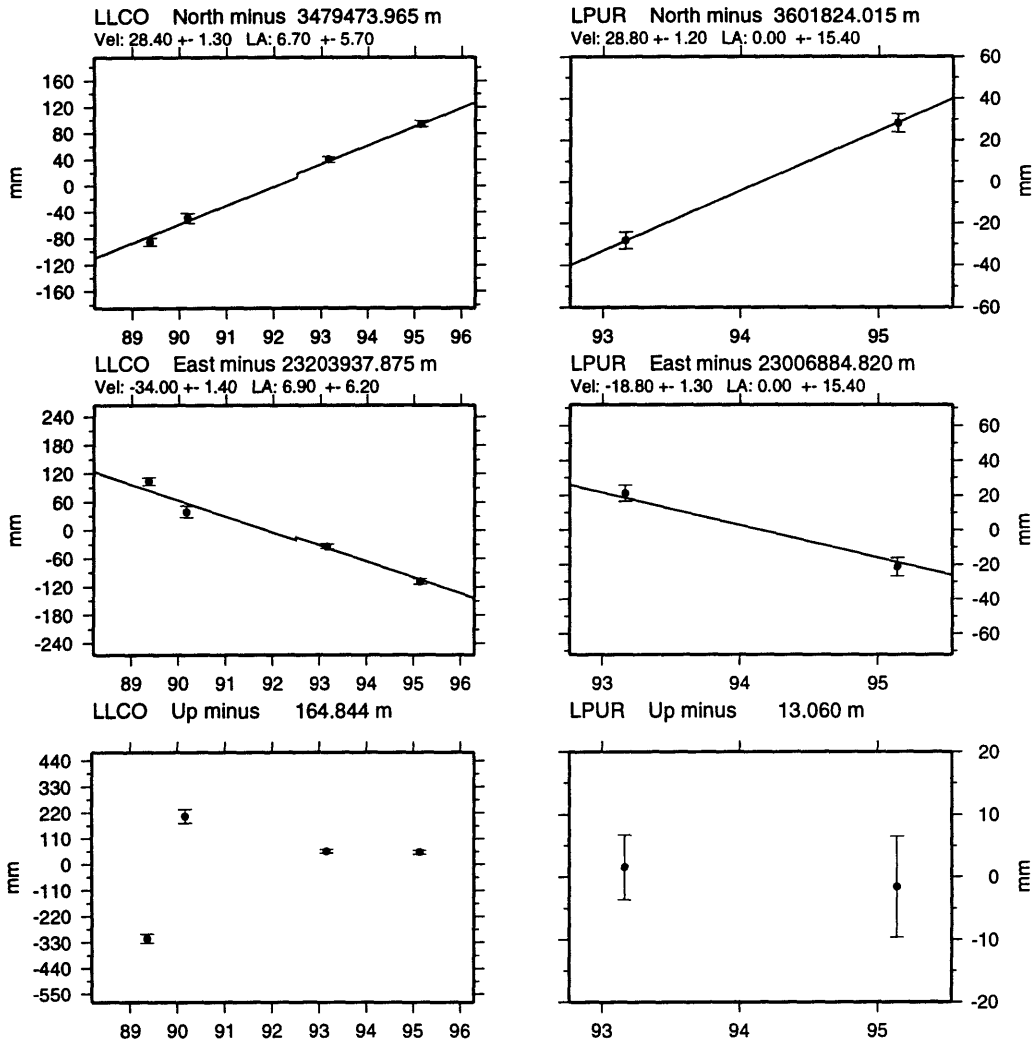 LLCO North minus 3479473.965 m
Vel: 28.40 +- 1.30 LA: 6.70 +- 5.70
160
120
80
40
0
-40
-80
-120
-160
mm
89 90 91 92 93 94 95 96
LPUR North minus 3601824.015 m
Vel: 28.80 +- 1.20 LA: 0.00 +- 15.40
60
40
20
0
-20
-40
-60
mm
93 94 95
LLCO East minus 23203937.875 m
Vel: -34.00 +- 1.40 LA: 6.90 +- 6.20
240
180
120
60
0
-60
-120
-180
-240
mm
89 90 91 92 93 94 95 96
LPUR East minus 23006884.820 m
Vel: -18.80 +- 1.30 LA: 0.00 +- 15.40
60
40
20
0
-20
-40
-60
mm
93 94 95
LLCO Up minus 164.844 m
440
330
220
110
0
-110
-220
-330
-440
-550
mm
89 90 91 92 93 94 95 96
LPUR Up minus 13.060 m
20
10
0
-10
-20
mm
93 94 95